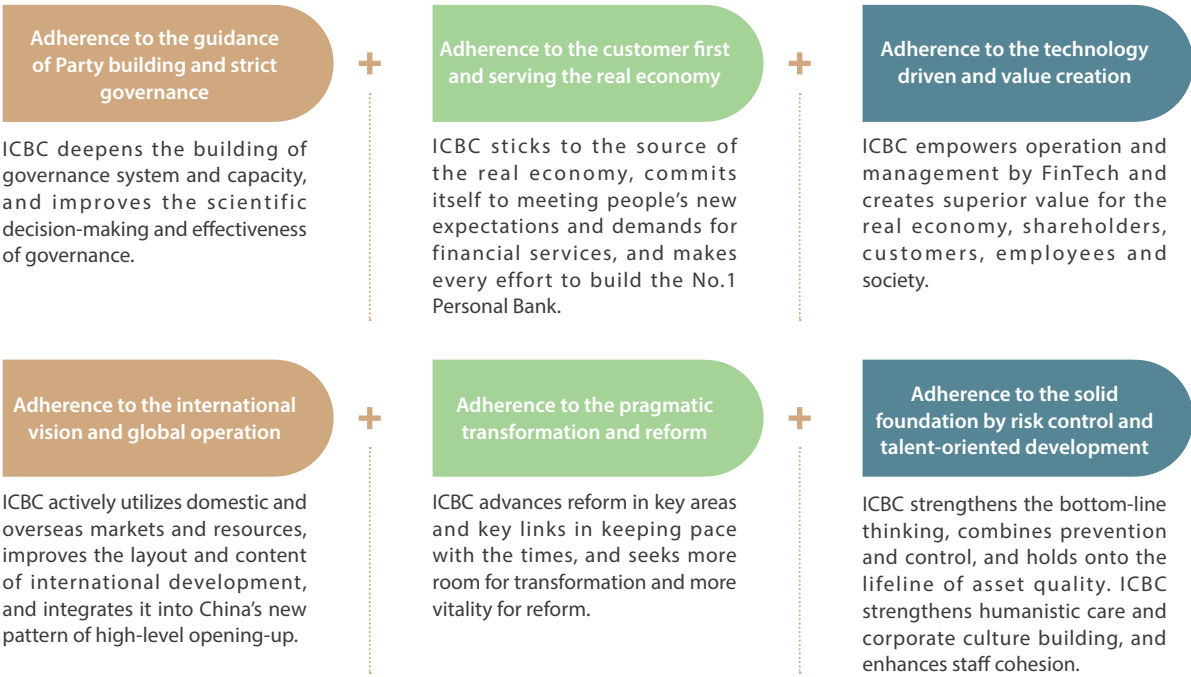 Adherence to the guidance
of Party building and strict
governance
+
Adherence to the customer first
and serving the real economy
+
Adherence to the technology
driven and value creation
ICBC deepens the building of
governance system and capacity,
and improves the scientific
decision-making and effectiveness
of governance.
ICBC sticks to the source of
the real economy, commits
itself to meeting people’s new
expectations and demands for
financial services, and makes
every effort to build the No.1
Personal Bank.
ICBC empowers operation and
management by FinTech and
creates superior value for the
real economy, shareholders,
customers, employees and
society.
Adherence to the international
vision and global operation
+
Adherence to the pragmatic
transformation and reform
+
Adherence to the solid
foundation by risk control and
talent-oriented development
ICBC actively utilizes domestic and
overseas markets and resources,
improves the layout and content
of international development,
and integrates it into China’s new
pattern of high-level opening-up.
ICBC advances reform in key areas
and key links in keeping pace
with the times, and seeks more
room for transformation and more
vitality for reform.
ICBC strengthens the bottom-line
thinking, combines prevention
and control, and holds onto the
lifeline of asset quality. ICBC
strengthens humanistic care and
corporate culture building, and
enhances staff cohesion.